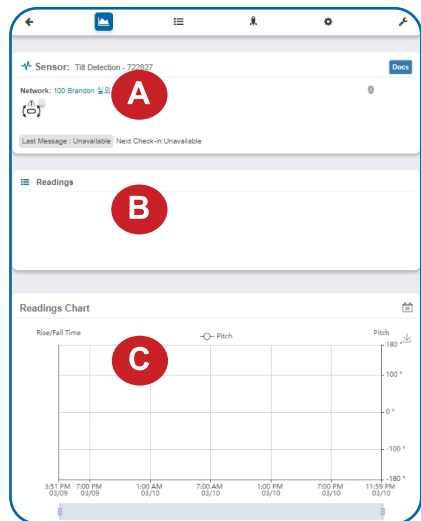 Sensor: Tilt Detection - 722827
Docs
Network: 100 Brandon
A
Last Message : Unavailable Next Check-in:Unavailable
Readings
B
Readings Chart
Rise/Fall Time
Pitch
Pitch
C
180 °
100 °
0 °
-100 °
-180 °
3:51 PM 7:00 PM 1:00 AM 7:00 AM 1:00 PM 7:00 PM 11:59 PM
03/09 03/09 03/10 03/10 03/10 03/10 03/10